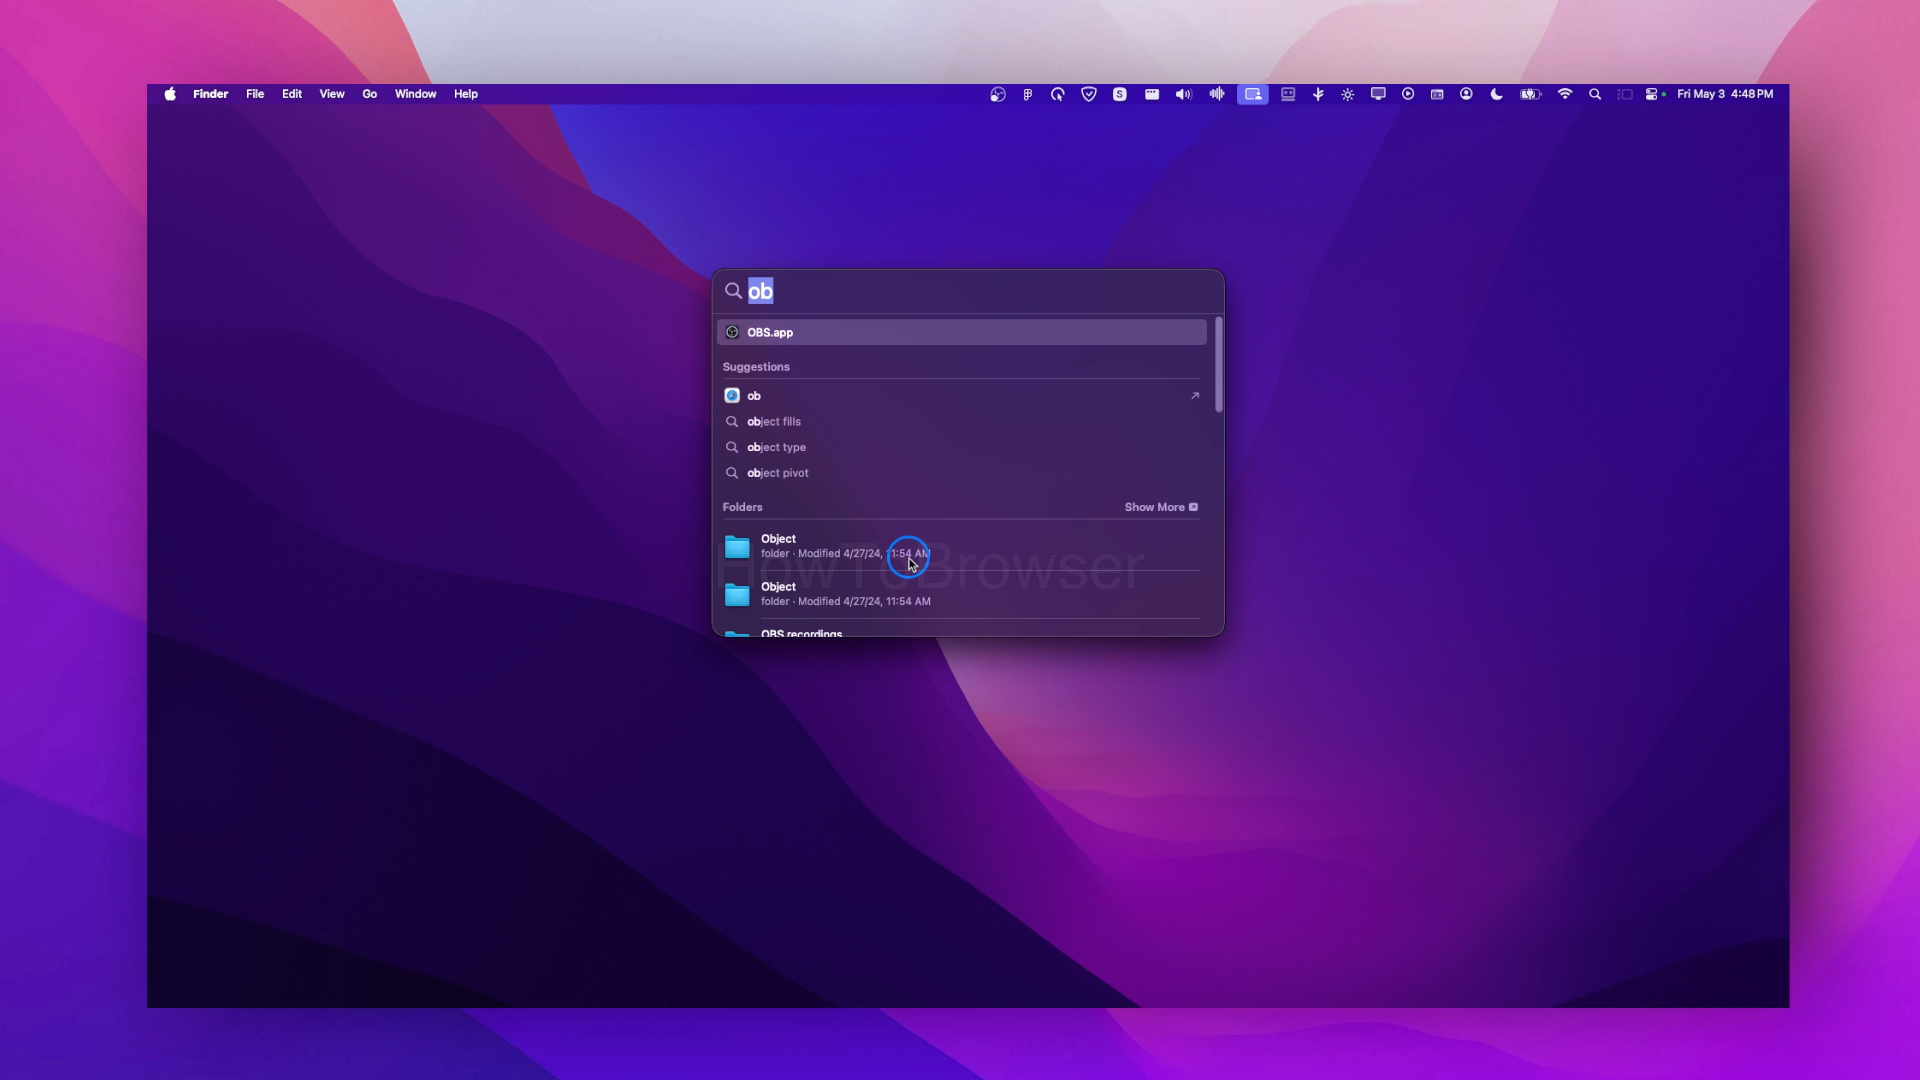 Finder File Edit View Go Window Help
S
Fri May 3 4:48 PM
ob
OBS.app
Suggestions
ob
object fills
object type
object pivot
Folders Show More
Object
folder · Modified 4/27/24, 11:54 AM
HowToBrowser
Object
folder · Modified 4/27/24, 11:54 AM
OBS recordings